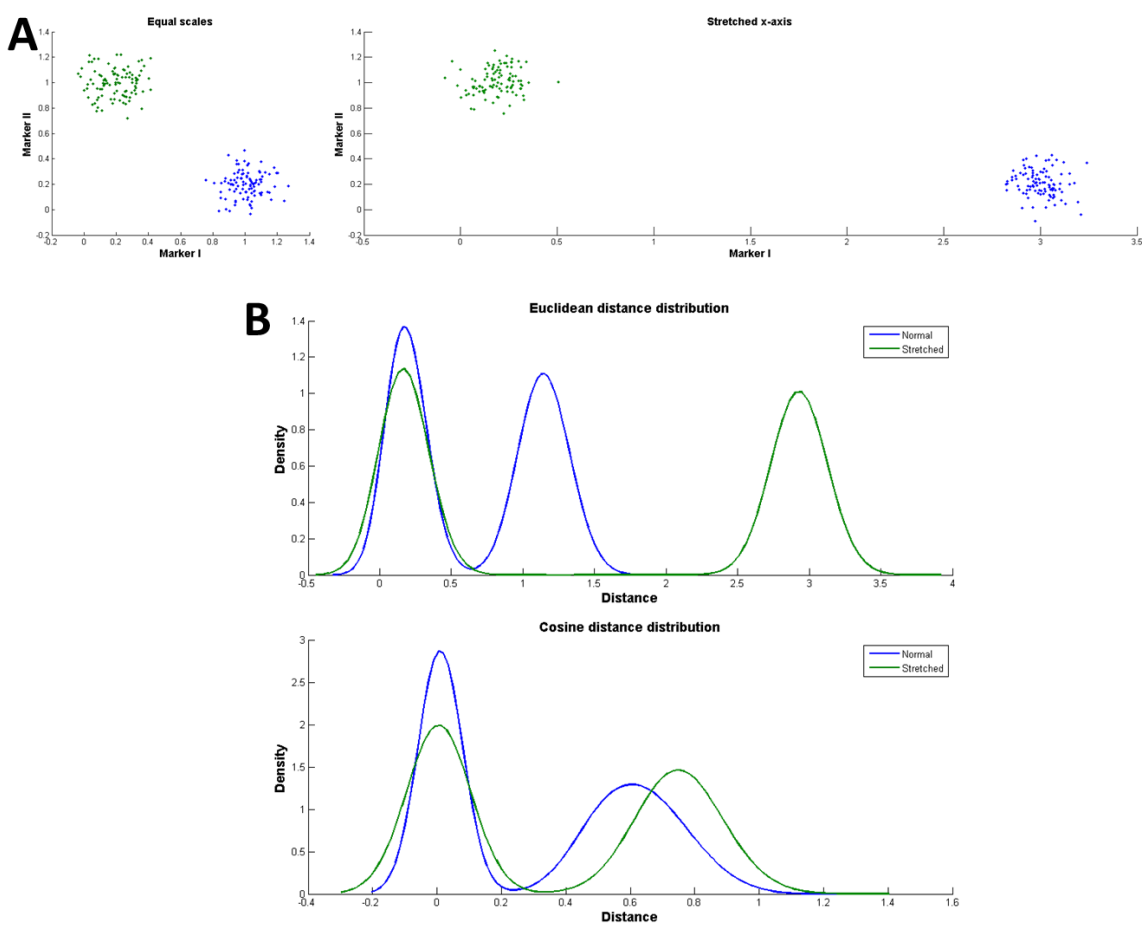 A
Equal scales
Marker II
1.4
1.2
1
0.8
0.6
0.4
0.2
0
-0.2
-0.2 0 0.2 0.4 0.6 0.8 1 1.2 1.4
Marker I
Stretched x-axis
Marker II
1.4
1.2
1
0.8
0.6
0.4
0.2
0
-0.2
-0.5 0 0.5 1 1.5 2 2.5 3 3.5
Marker I
B
Euclidean distance distribution
Normal
Stretched
Density
1.4
1.2
1
0.8
0.6
0.4
0.2
0
-0.5 0 0.5 1 1.5 2 2.5 3 3.5 4
Distance
Cosine distance distribution
Normal
Stretched
Density
3
2.5
2
1.5
1
0.5
0
-0.4 -0.2 0 0.2 0.4 0.6 0.8 1 1.2 1.4 1.6
Distance